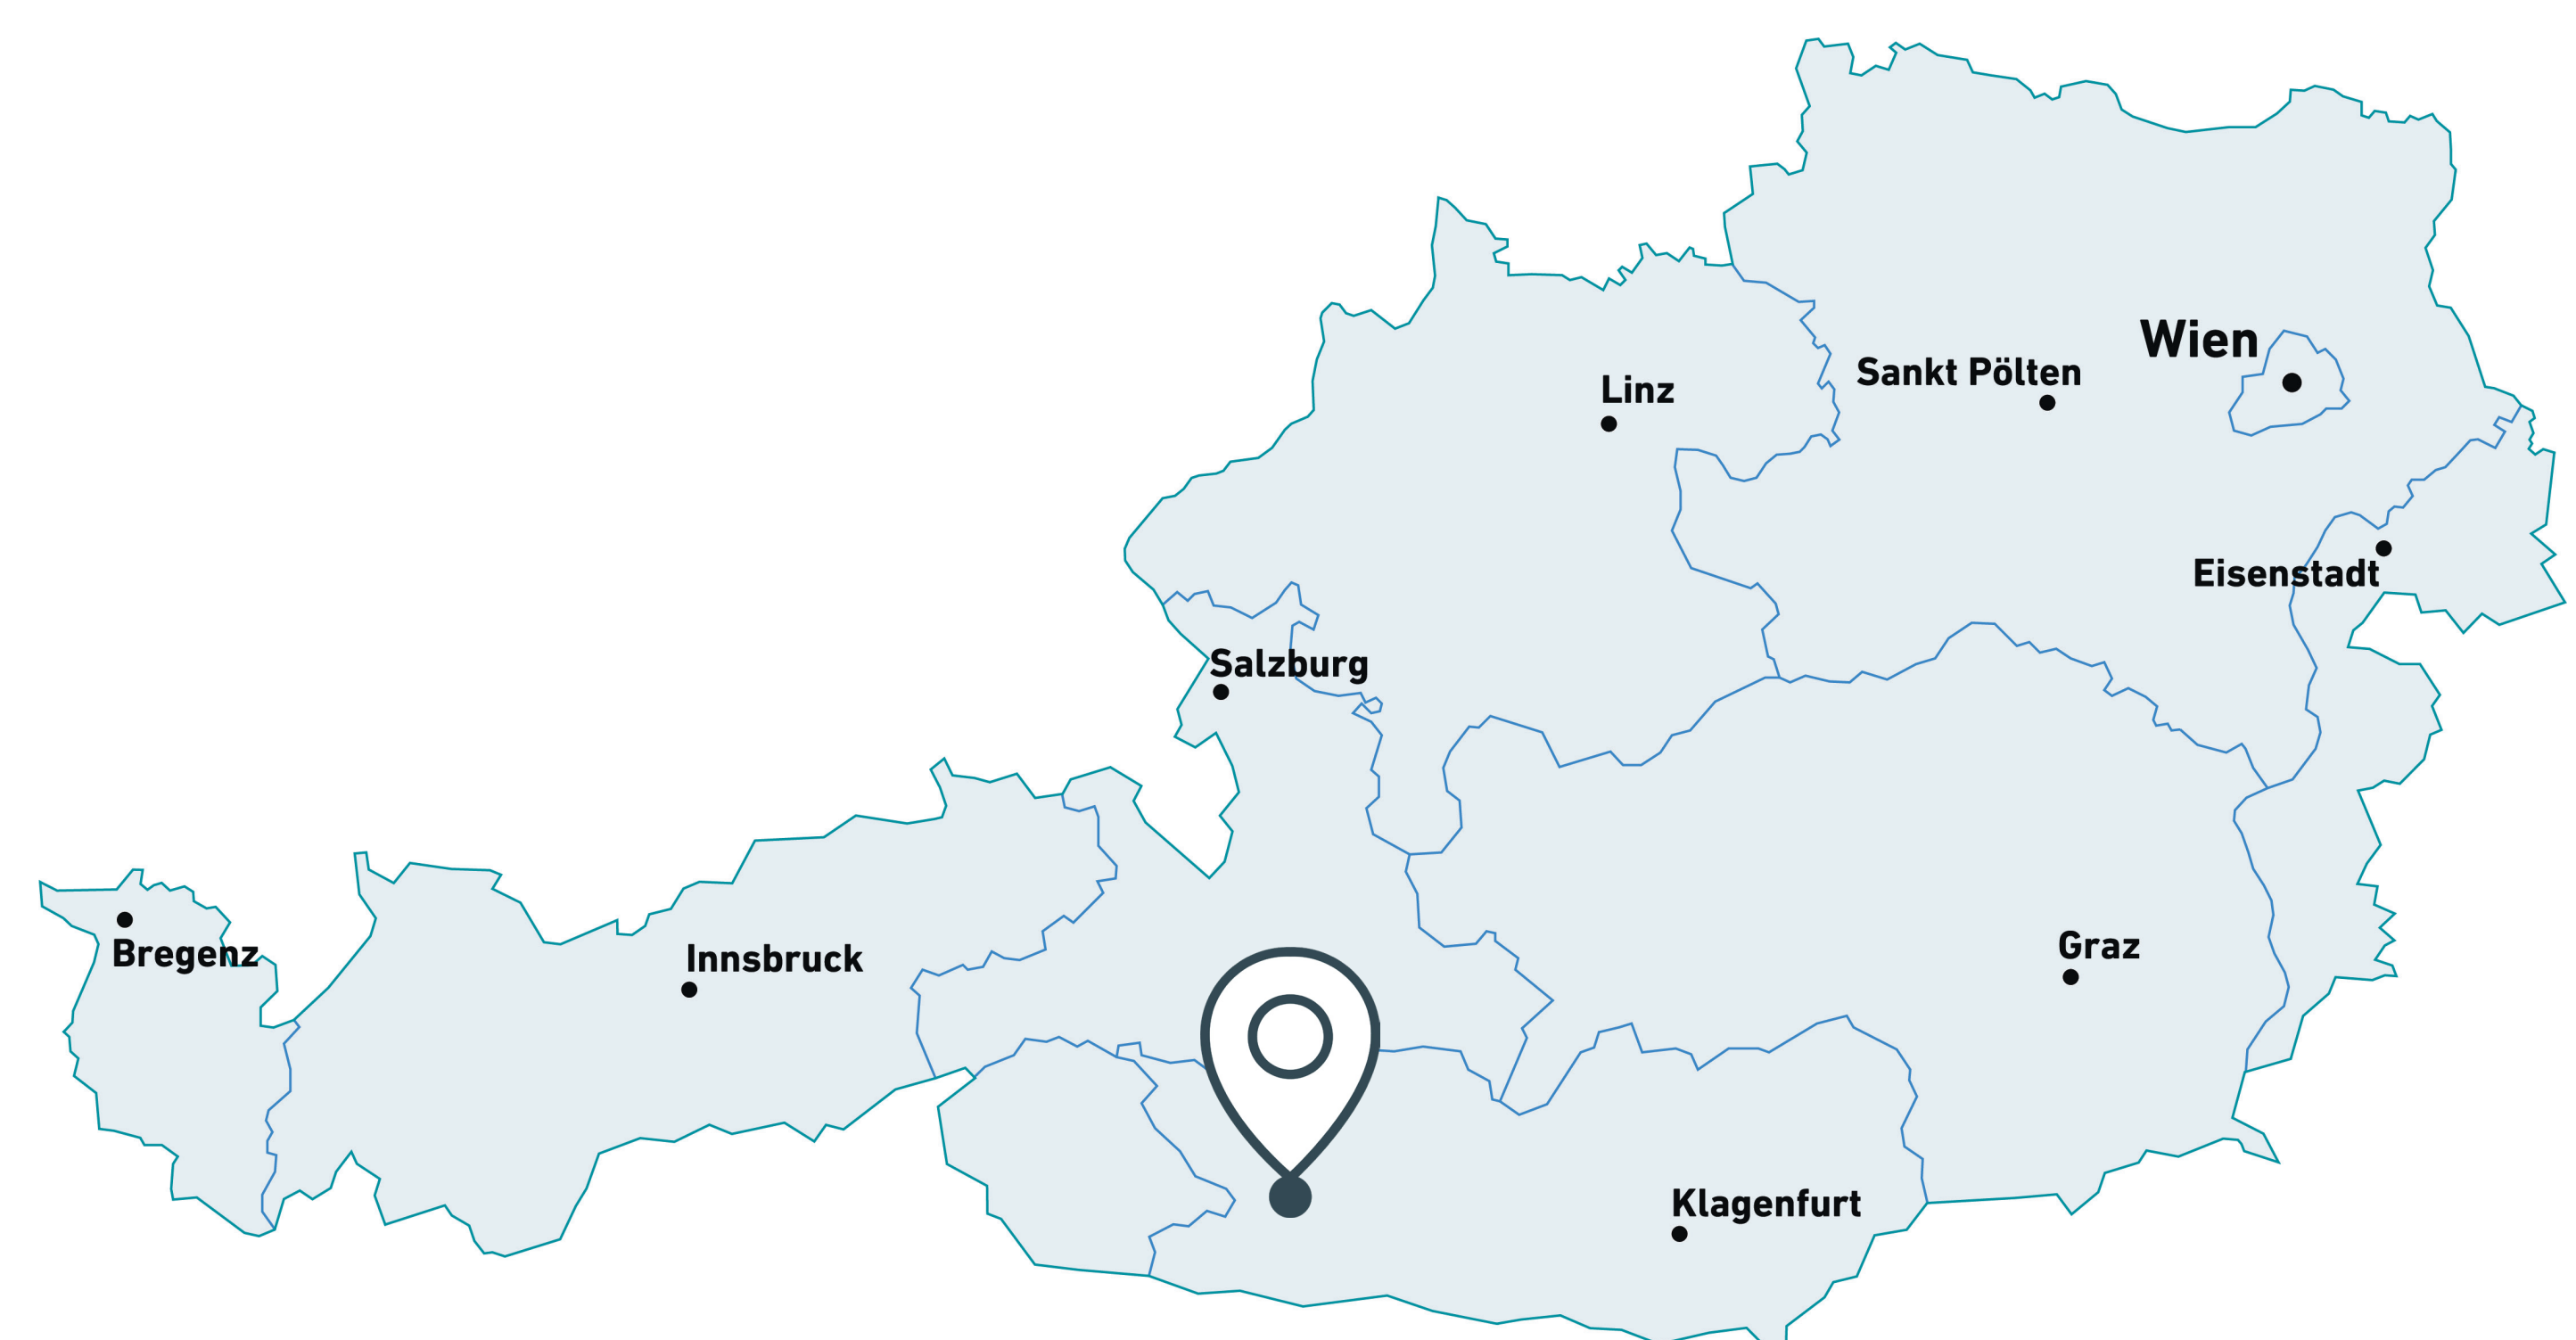 Wien
Sankt Pölten
Linz
Eisenstadt
Salzburg
Bregenz
Innsbruck
Graz
Klagenfurt